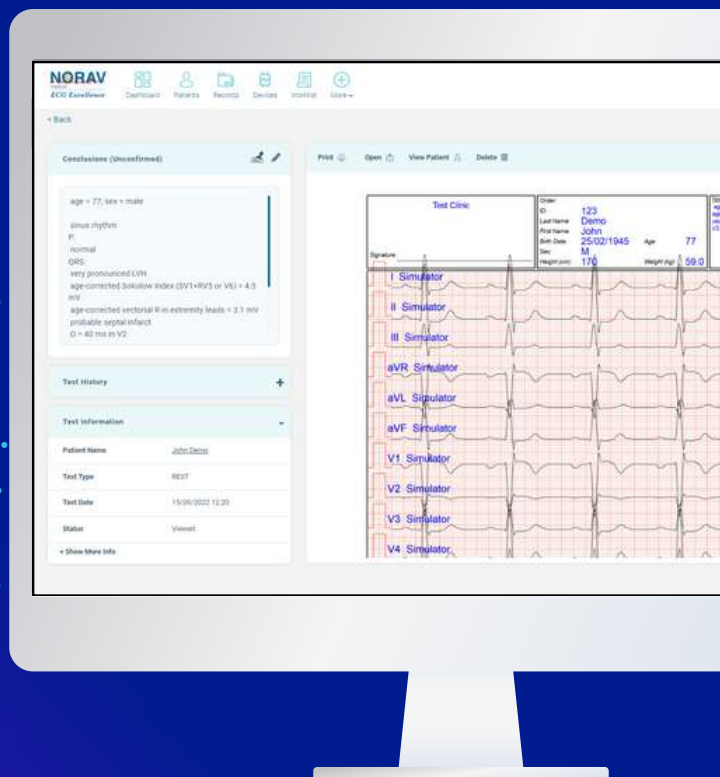 NORAV
ECG Excellence
Dashboard Patients Records Devices Worklist More
< Back
Conclusions (Unconfirmed)
age = 77; sex = male
sinus rhythm
P:
normal
QRS:
very pronounced LVH
age-corrected Sokolow Index (SV1+RV5 or V6) = 4.5
mV
age-corrected vectorial R in extremity leads = 3.1 mV
probable septal infarct
Q = 40 ms in V2
Test History +
Test Information -
Patient Name John Demo
Test Type REST
Test Date 15/09/2022 12:20
Status Viewed
+ Show More Info
Print Open View Patient Delete
Test Clinic
Signature:
Order:
ID: 123
Last Name: Demo
First Name: John
Birth Date: 25/02/1945 Age: 77
Sex: M
Height (cm): 170 Weight (kg): 59.0
I Simulator
II Simulator
III Simulator
aVR Simulator
aVL Simulator
aVF Simulator
V1 Simulator
V2 Simulator
V3 Simulator
V4 Simulator